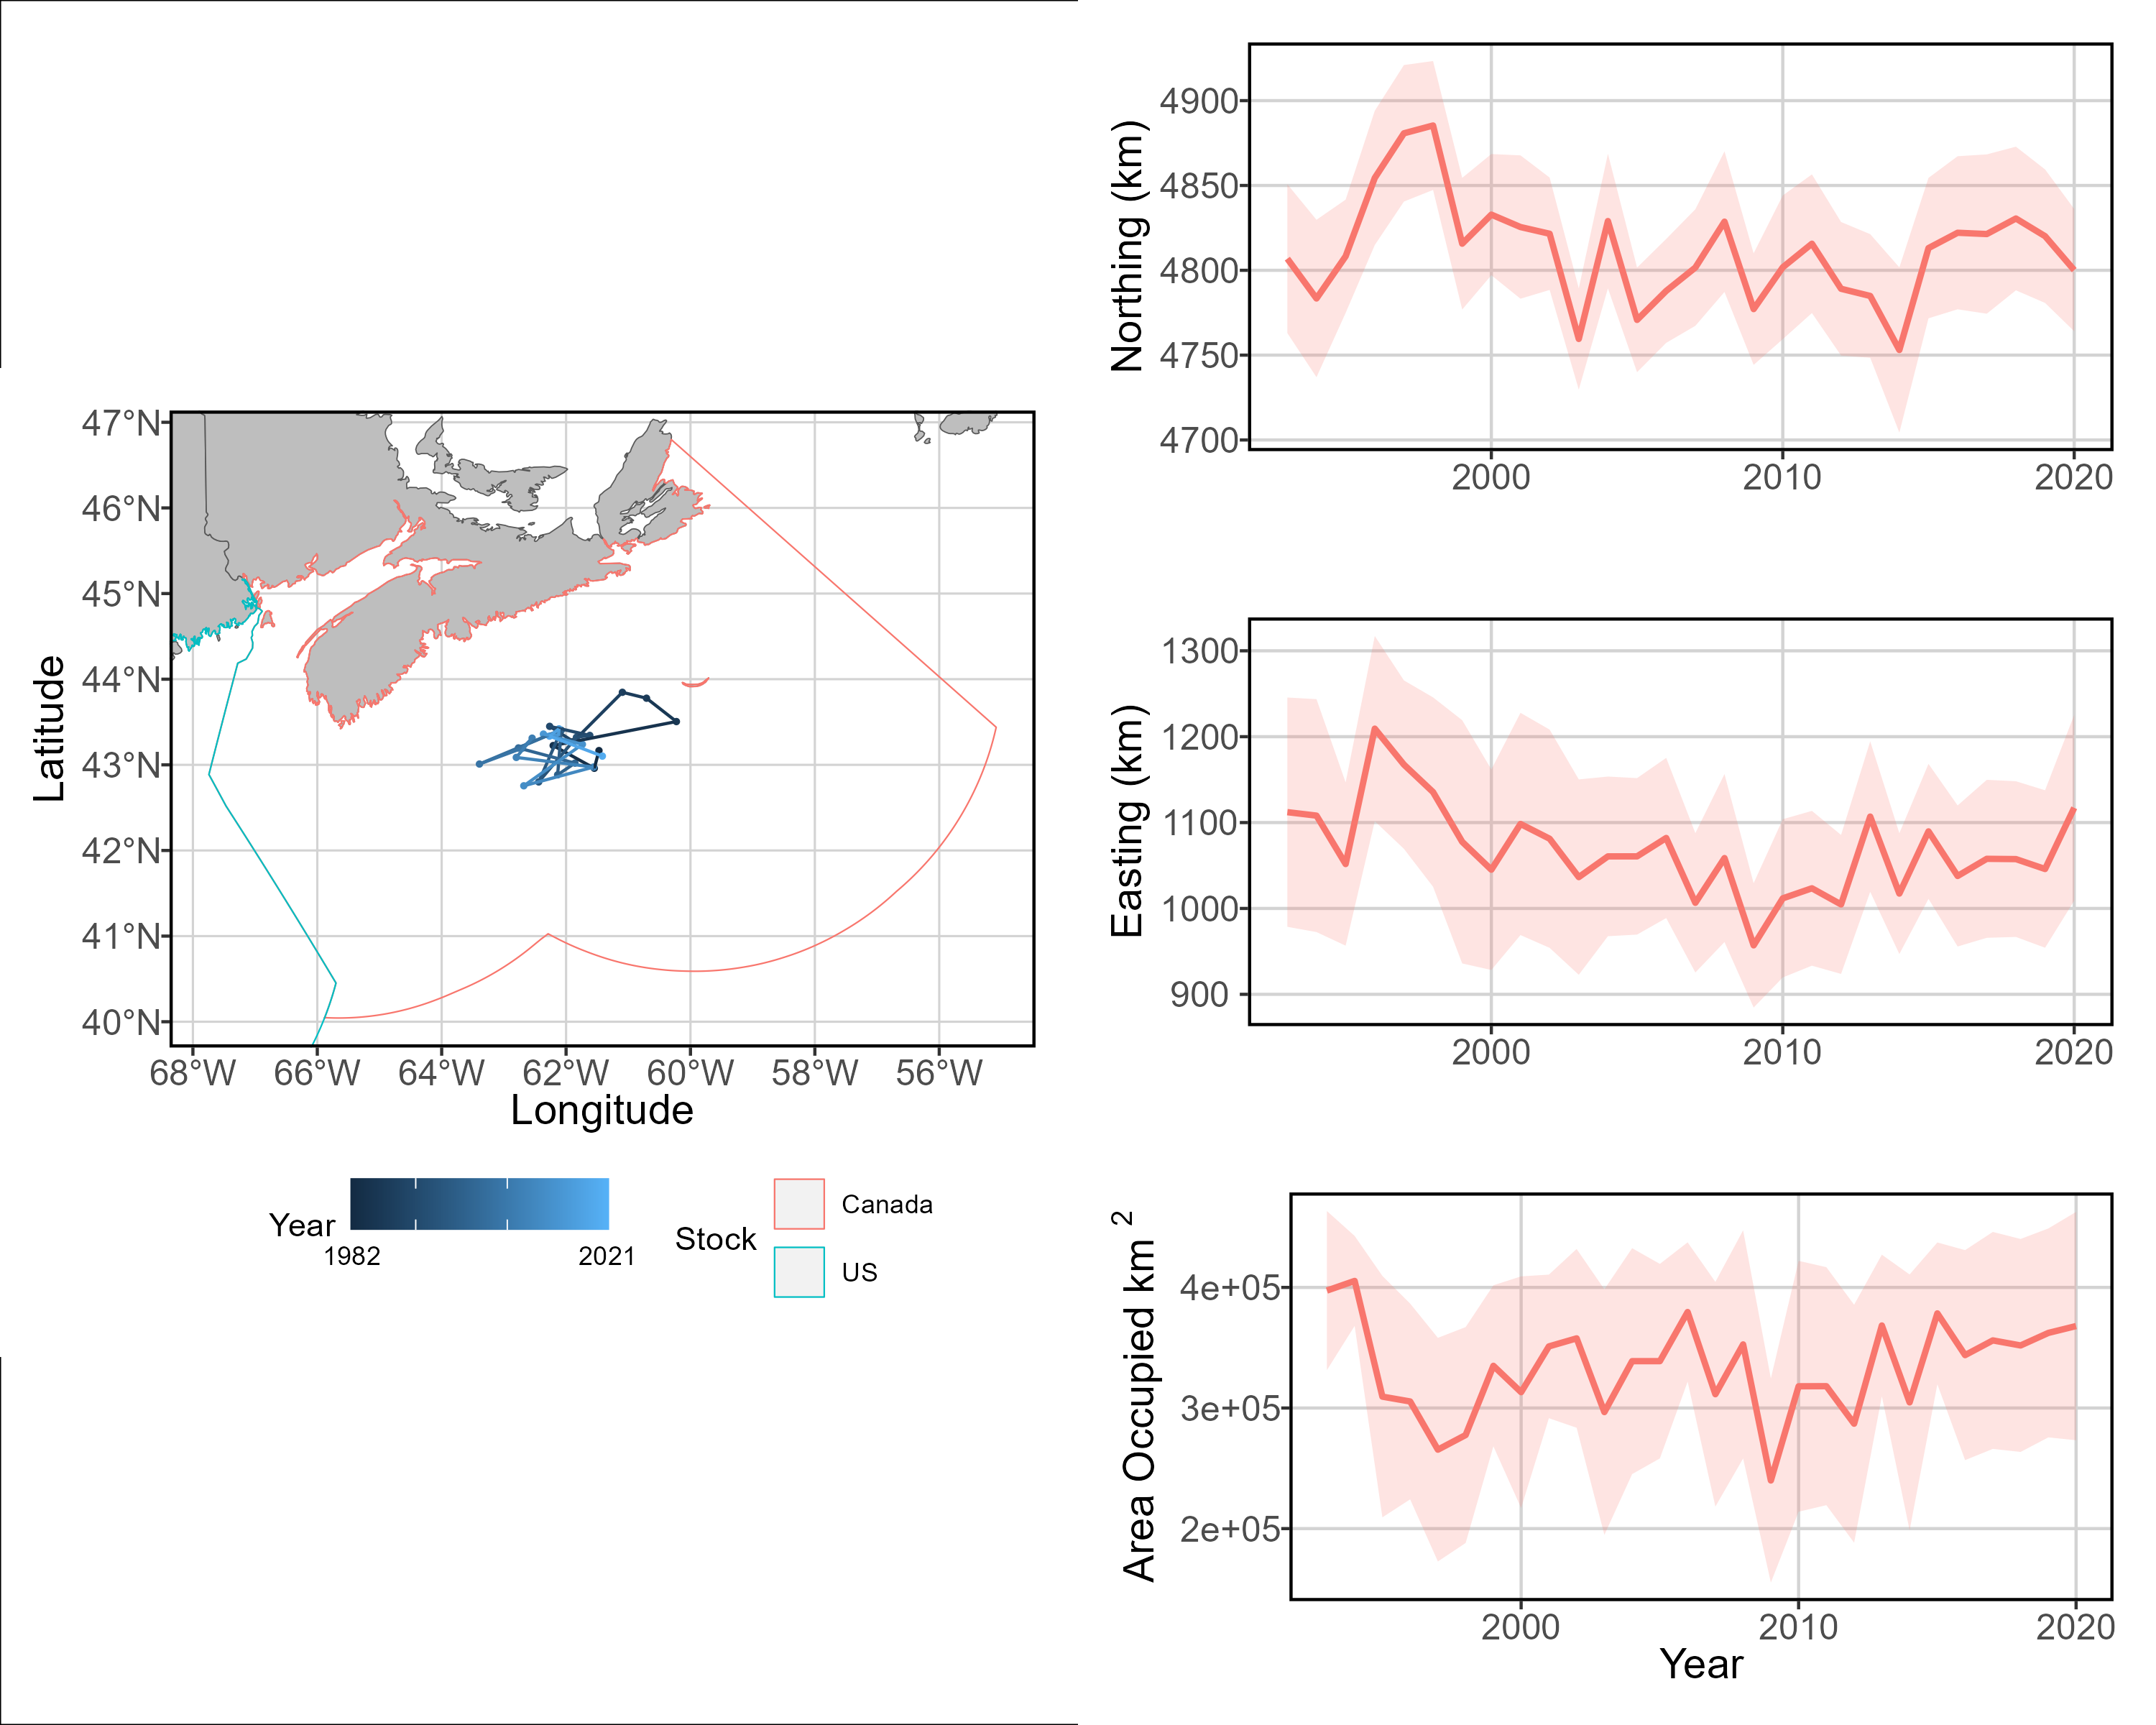 47°N
46°N
45°N
44°N
43°N
42°N
41°N
40°N
Latitude
68°W 66°W 64°W 62°W 60°W 58°W 56°W
Longitude
Year
1982 2021
Stock
Canada
US
Northing (km)
4900
4850
4800
4750
4700
2000 2010 2020
Easting (km)
1300
1200
1100
1000
900
2000 2010 2020
Area Occupied km 2
4e+05
3e+05
2e+05
2000 2010 2020
Year